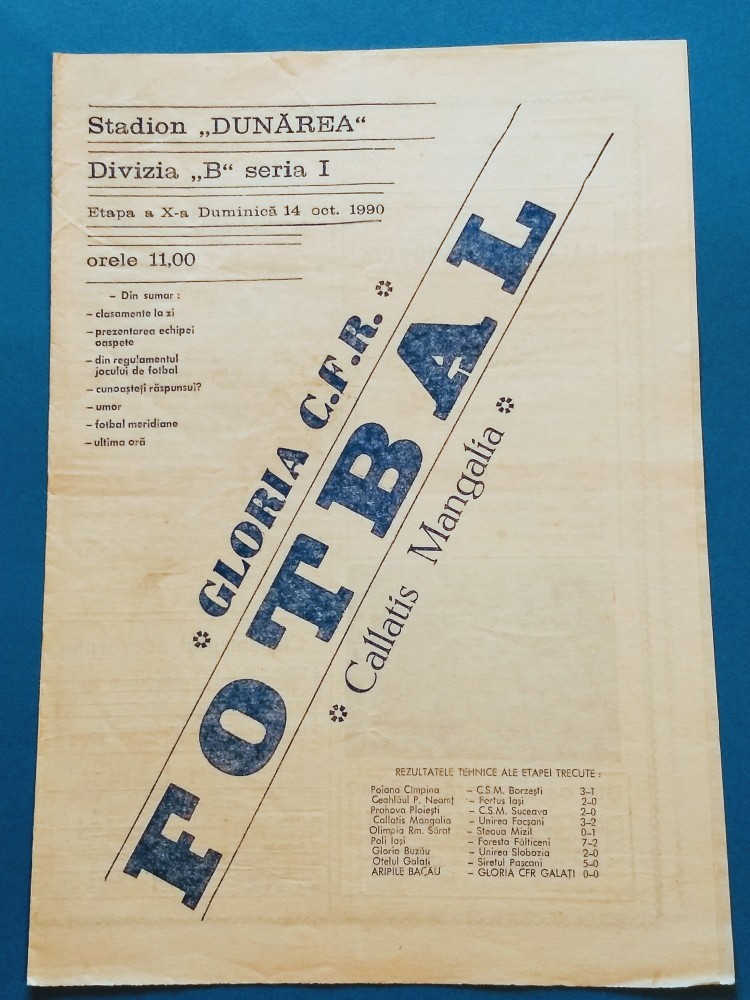 Stadion „DUNĂREA“
Divizia „B“ seria I
Etapa a X-a Duminică 14 oct. 1990
orele 11,00
– Din sumar :
– clasamente la zi
– prezentarea echipei
oaspete
– din regulamentul
jocului de fotbal
– cunoașteți răspunsul?
– umor
– fotbal meridiane
– ultima oră
GLORIA C.F.R.
FOTBAL
Callatis Mangalia
REZULTATELE TEHNICE ALE ETAPEI TRECUTE :
Poiana Cîmpina – C.S.M. Borzești 3–1
Ceahlăul P. Neamț – Fortus Iași 2–0
Prahova Ploiești – C.S.M. Suceava 2–0
Callatis Mangalia – Unirea Focșani 3–2
Olimpia Rm. Sărat – Steaua Mizil 0–1
Poli Iași – Foresta Fălticeni 7–2
Gloria Buzău – Unirea Slobozia 2–0
Oțelul Galați – Siretul Pașcani 5–0
ARIPILE BACĂU – GLORIA CFR GALAȚI 0–0